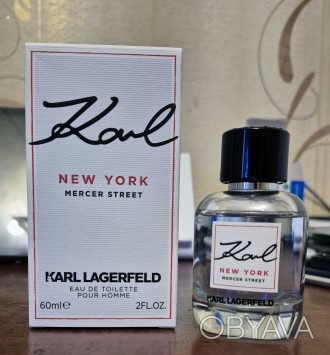 Karl
NEW YORK
MERCER STREET
KARL LAGERFELD
EAU DE TOILETTE
POUR HOMME
60ml℮ 2FL.OZ.
Karl
NEW YORK
MERCER STREET
KARL LAGERFELD
OBYAVA